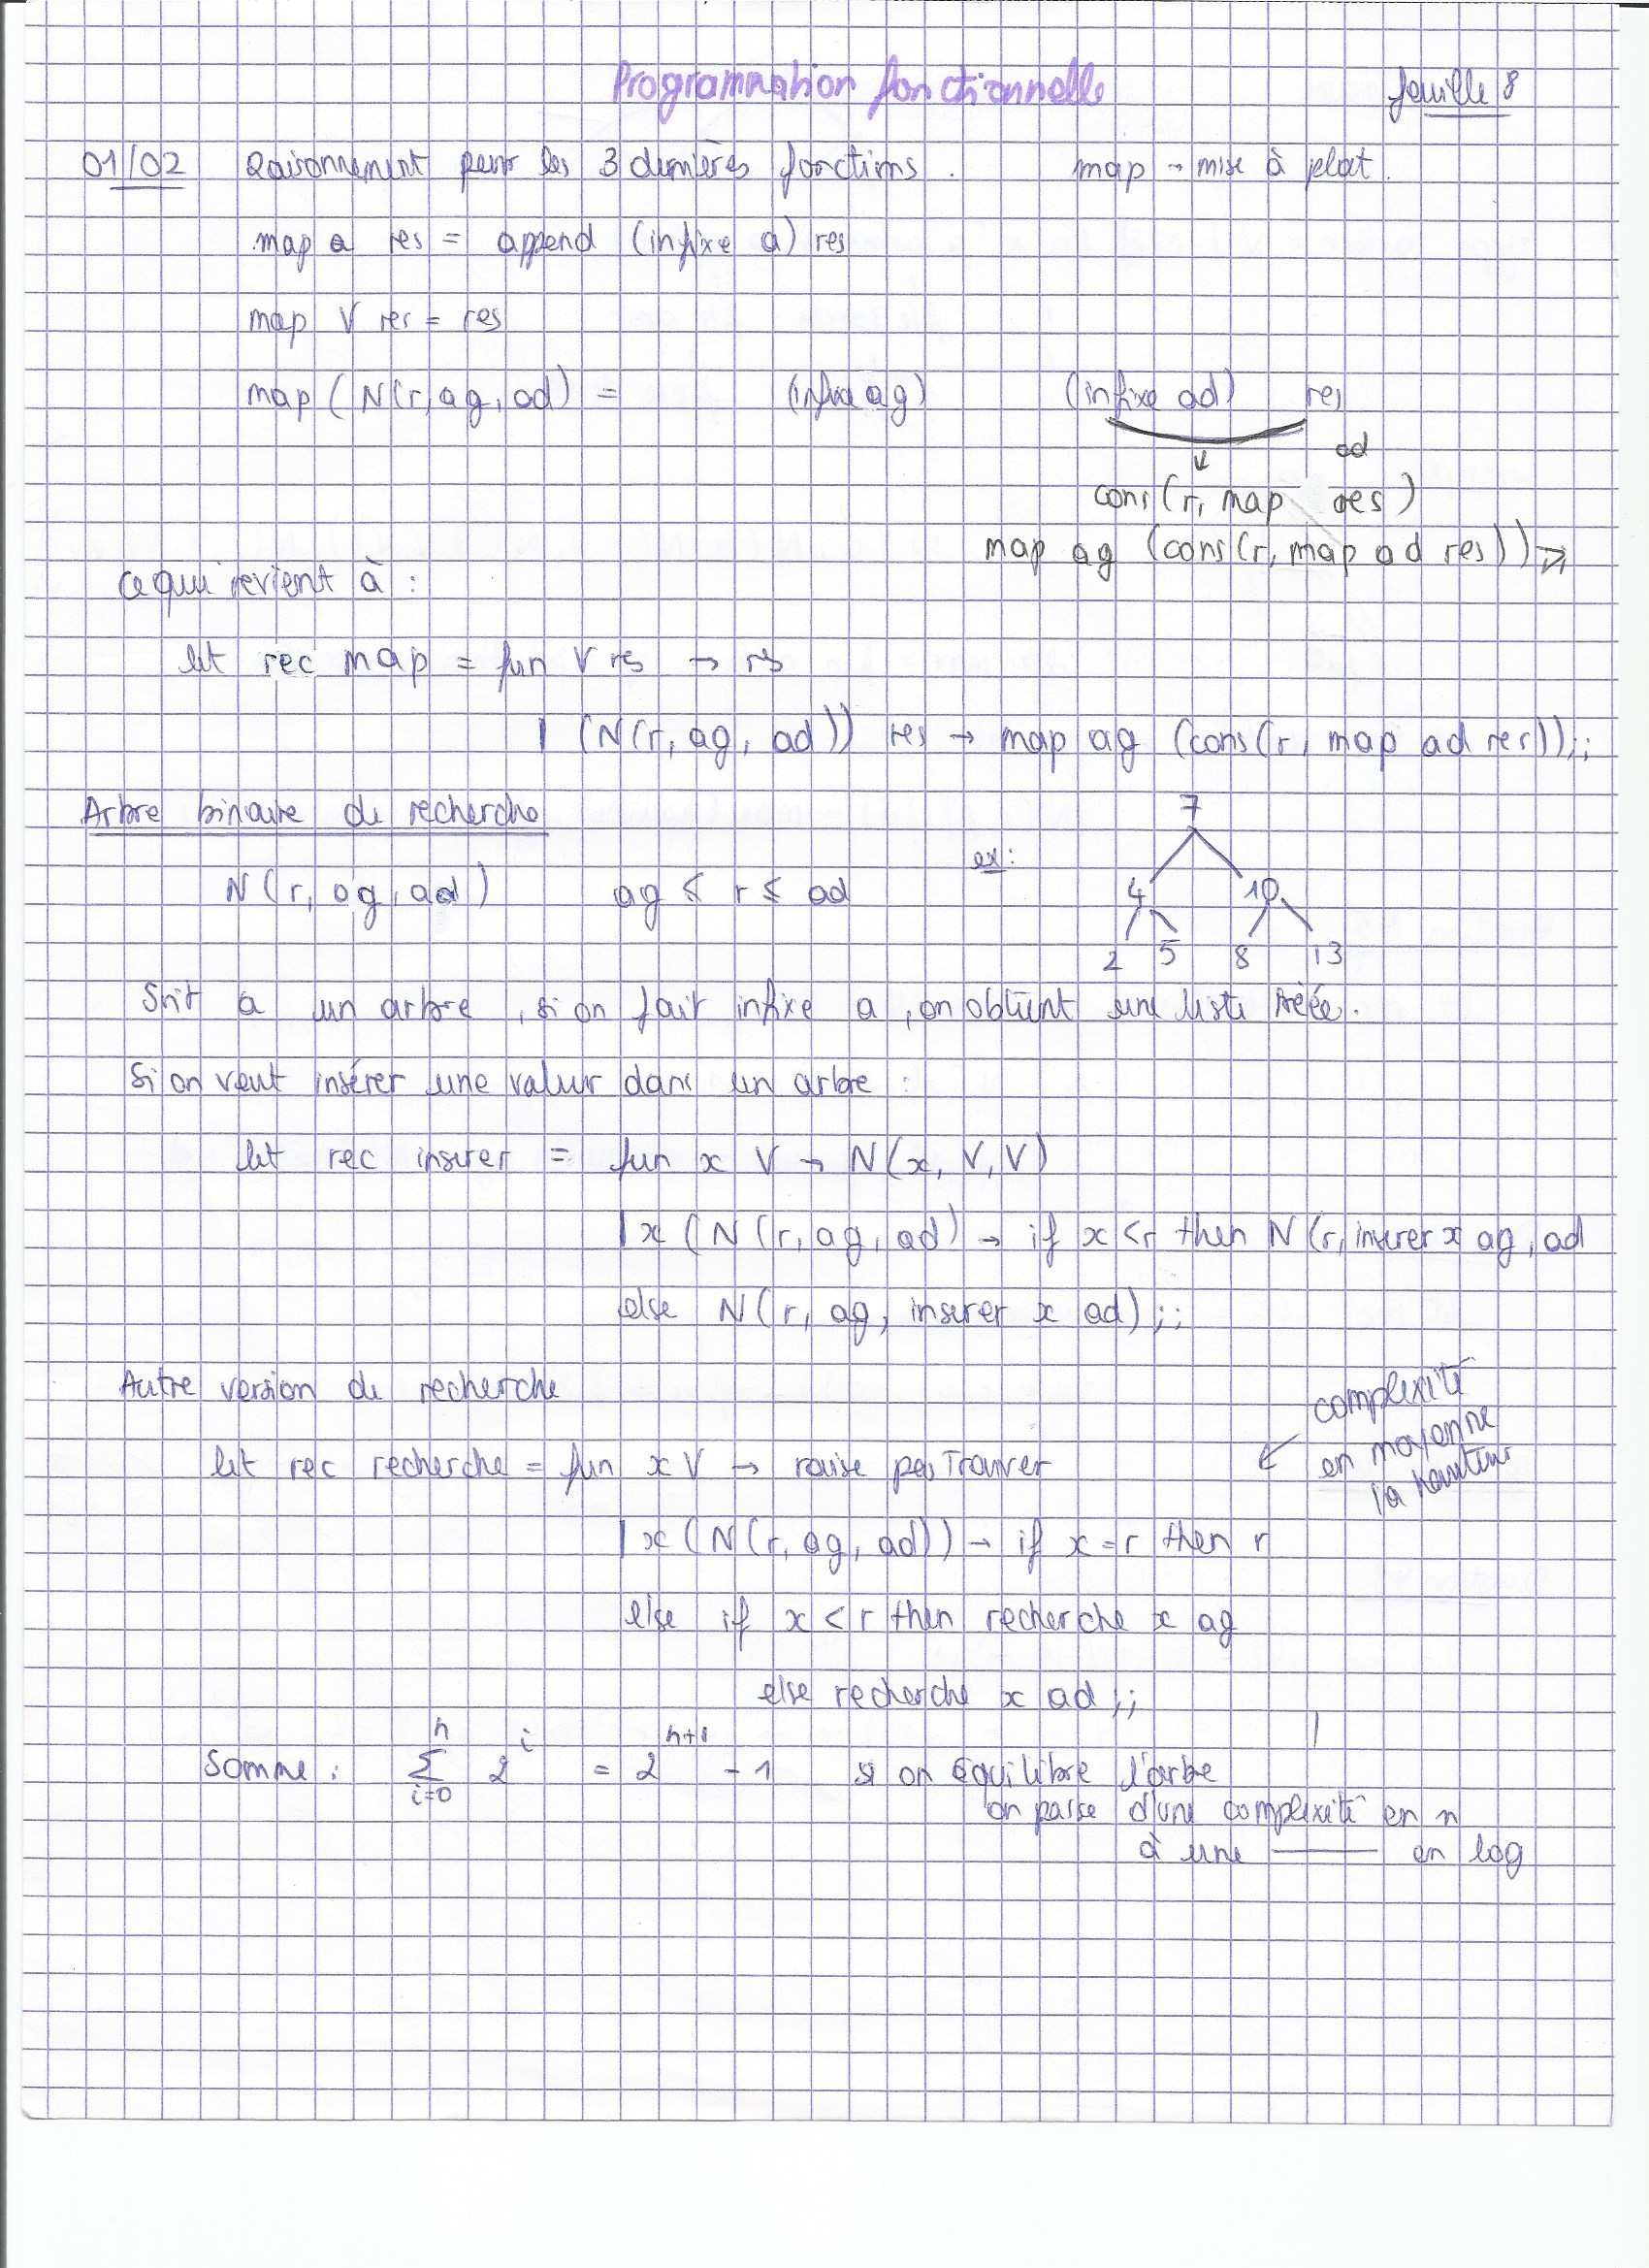 Programmation fonctionnelle
feuille 8
01/02 Raisonnement pour les 3 dernières fonctions. map → mise à plat.
map a res = append (infixe a) res
map V res = res
map (N(r, ag, ad) = (infixe ag) (infixe ad) res
ad
cons(r, map res)
map ag (cons(r, map ad res))
ce qui revient à :
let rec map = fun V res → res
| (N(r, ag, ad)) res → map ag (cons(r, map ad res));;
Arbre binaire de recherche
7
ex:
N(r, ag, ad) ag ≤ r ≤ ad
4 10
2 5 8 13
Soit a un arbre, si on fait infixe a, on obtient une liste triée.
Si on veut insérer une valeur dans un arbre :
let rec inserer = fun x V → N(x, V, V)
| x (N(r, ag, ad) → if x < r then N(r, inserer x ag, ad
else N(r, ag, inserer x ad);;
Autre version de recherche
complexité
en moyenne
la hauteur
let rec recherche = fun x V → raise pasTrouver
| x (N(r, ag, ad)) → if x = r then r
else if x < r then recherche x ag
else recherche x ad;;
Somme : n Σ i=0 2^i = 2^n+1 - 1 si on équilibre l'arbre
on passe d'une complexité en n
à une —— en log